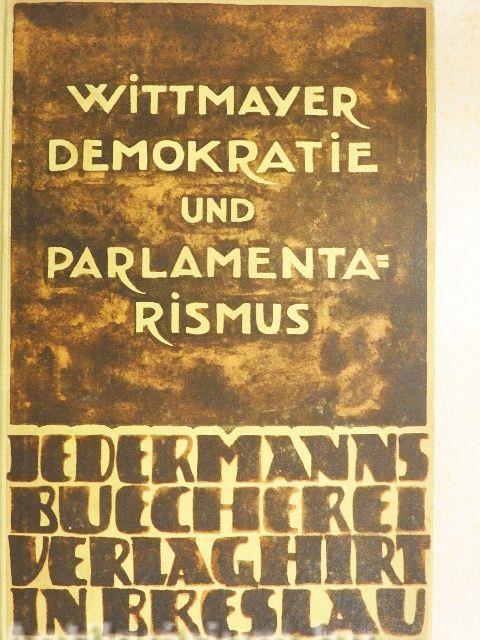 WiTTMAYER
DEMOKRATiE
UND
PARLAMENTA=
RiSMUS
JEDERMANNS
BUECHEREI
VERLAG HIRT
IN BRESLAU